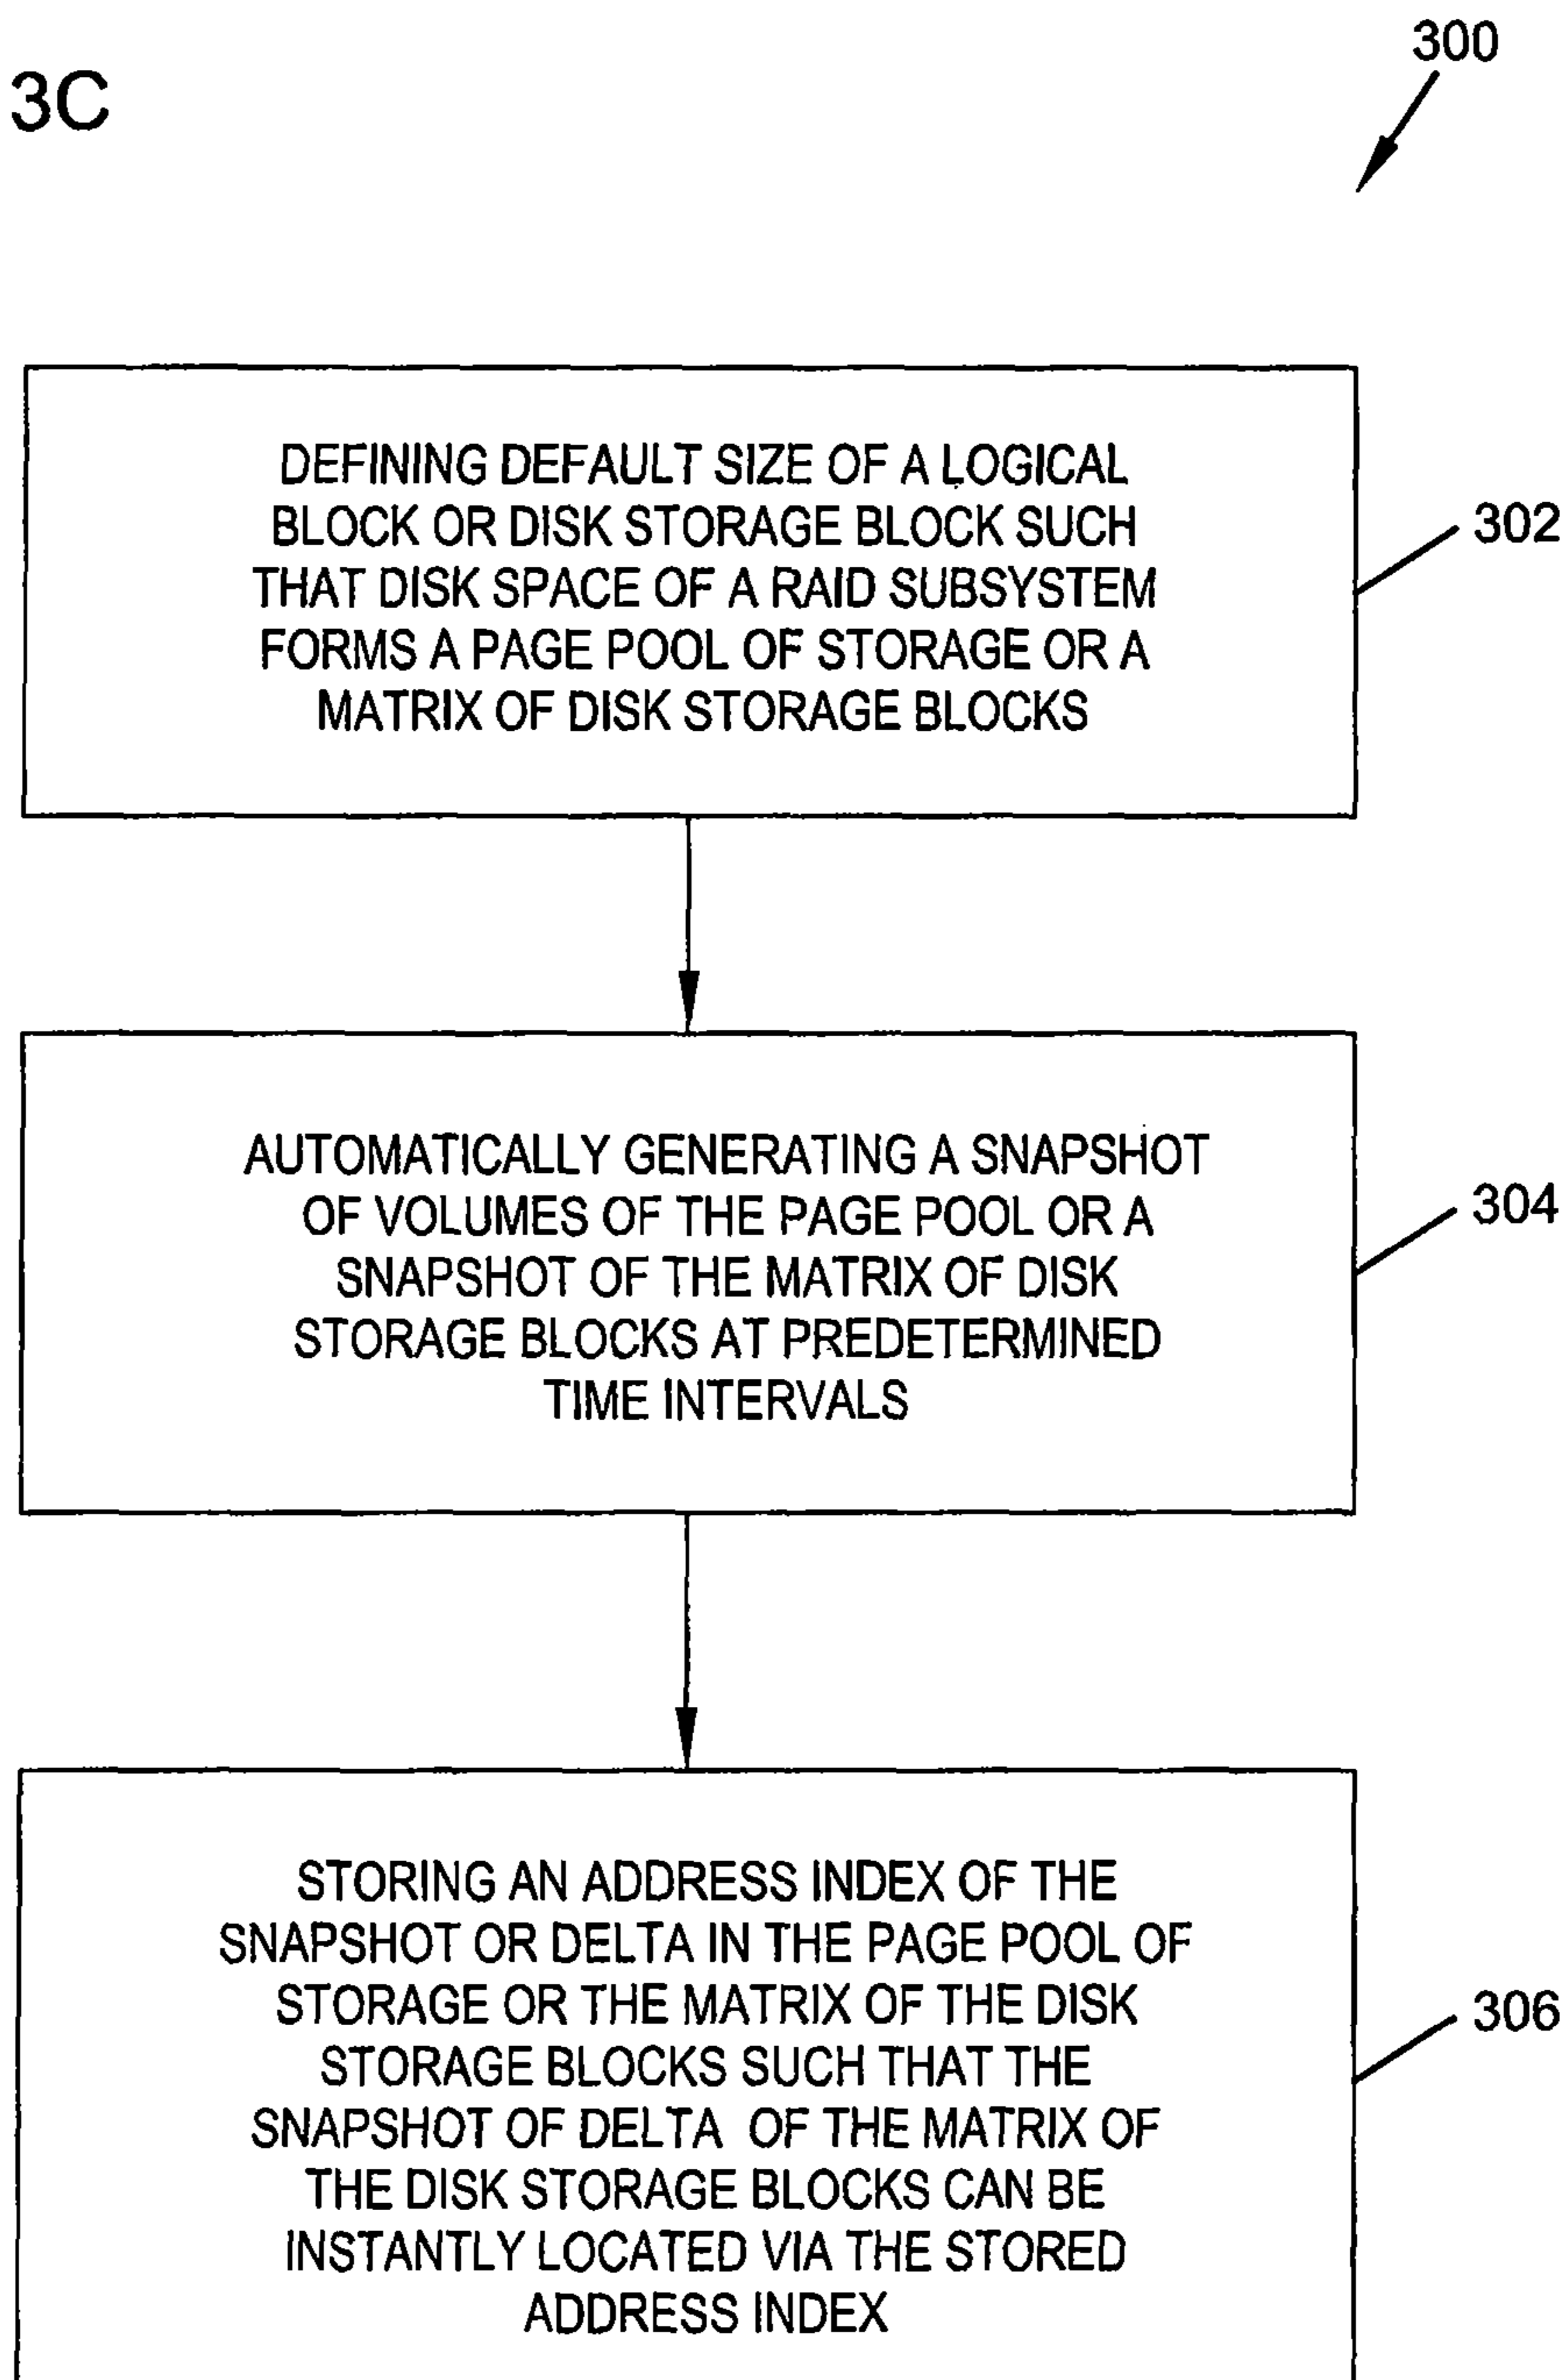 300
3C
DEFINING DEFAULT SIZE OF A LOGICAL
BLOCK OR DISK STORAGE BLOCK SUCH
THAT DISK SPACE OF A RAID SUBSYSTEM
FORMS A PAGE POOL OF STORAGE OR A
MATRIX OF DISK STORAGE BLOCKS
302
AUTOMATICALLY GENERATING A SNAPSHOT
OF VOLUMES OF THE PAGE POOL OR A
SNAPSHOT OF THE MATRIX OF DISK
STORAGE BLOCKS AT PREDETERMINED
TIME INTERVALS
304
STORING AN ADDRESS INDEX OF THE
SNAPSHOT OR DELTA IN THE PAGE POOL OF
STORAGE OR THE MATRIX OF THE DISK
STORAGE BLOCKS SUCH THAT THE
SNAPSHOT OF DELTA OF THE MATRIX OF
THE DISK STORAGE BLOCKS CAN BE
INSTANTLY LOCATED VIA THE STORED
ADDRESS INDEX
306